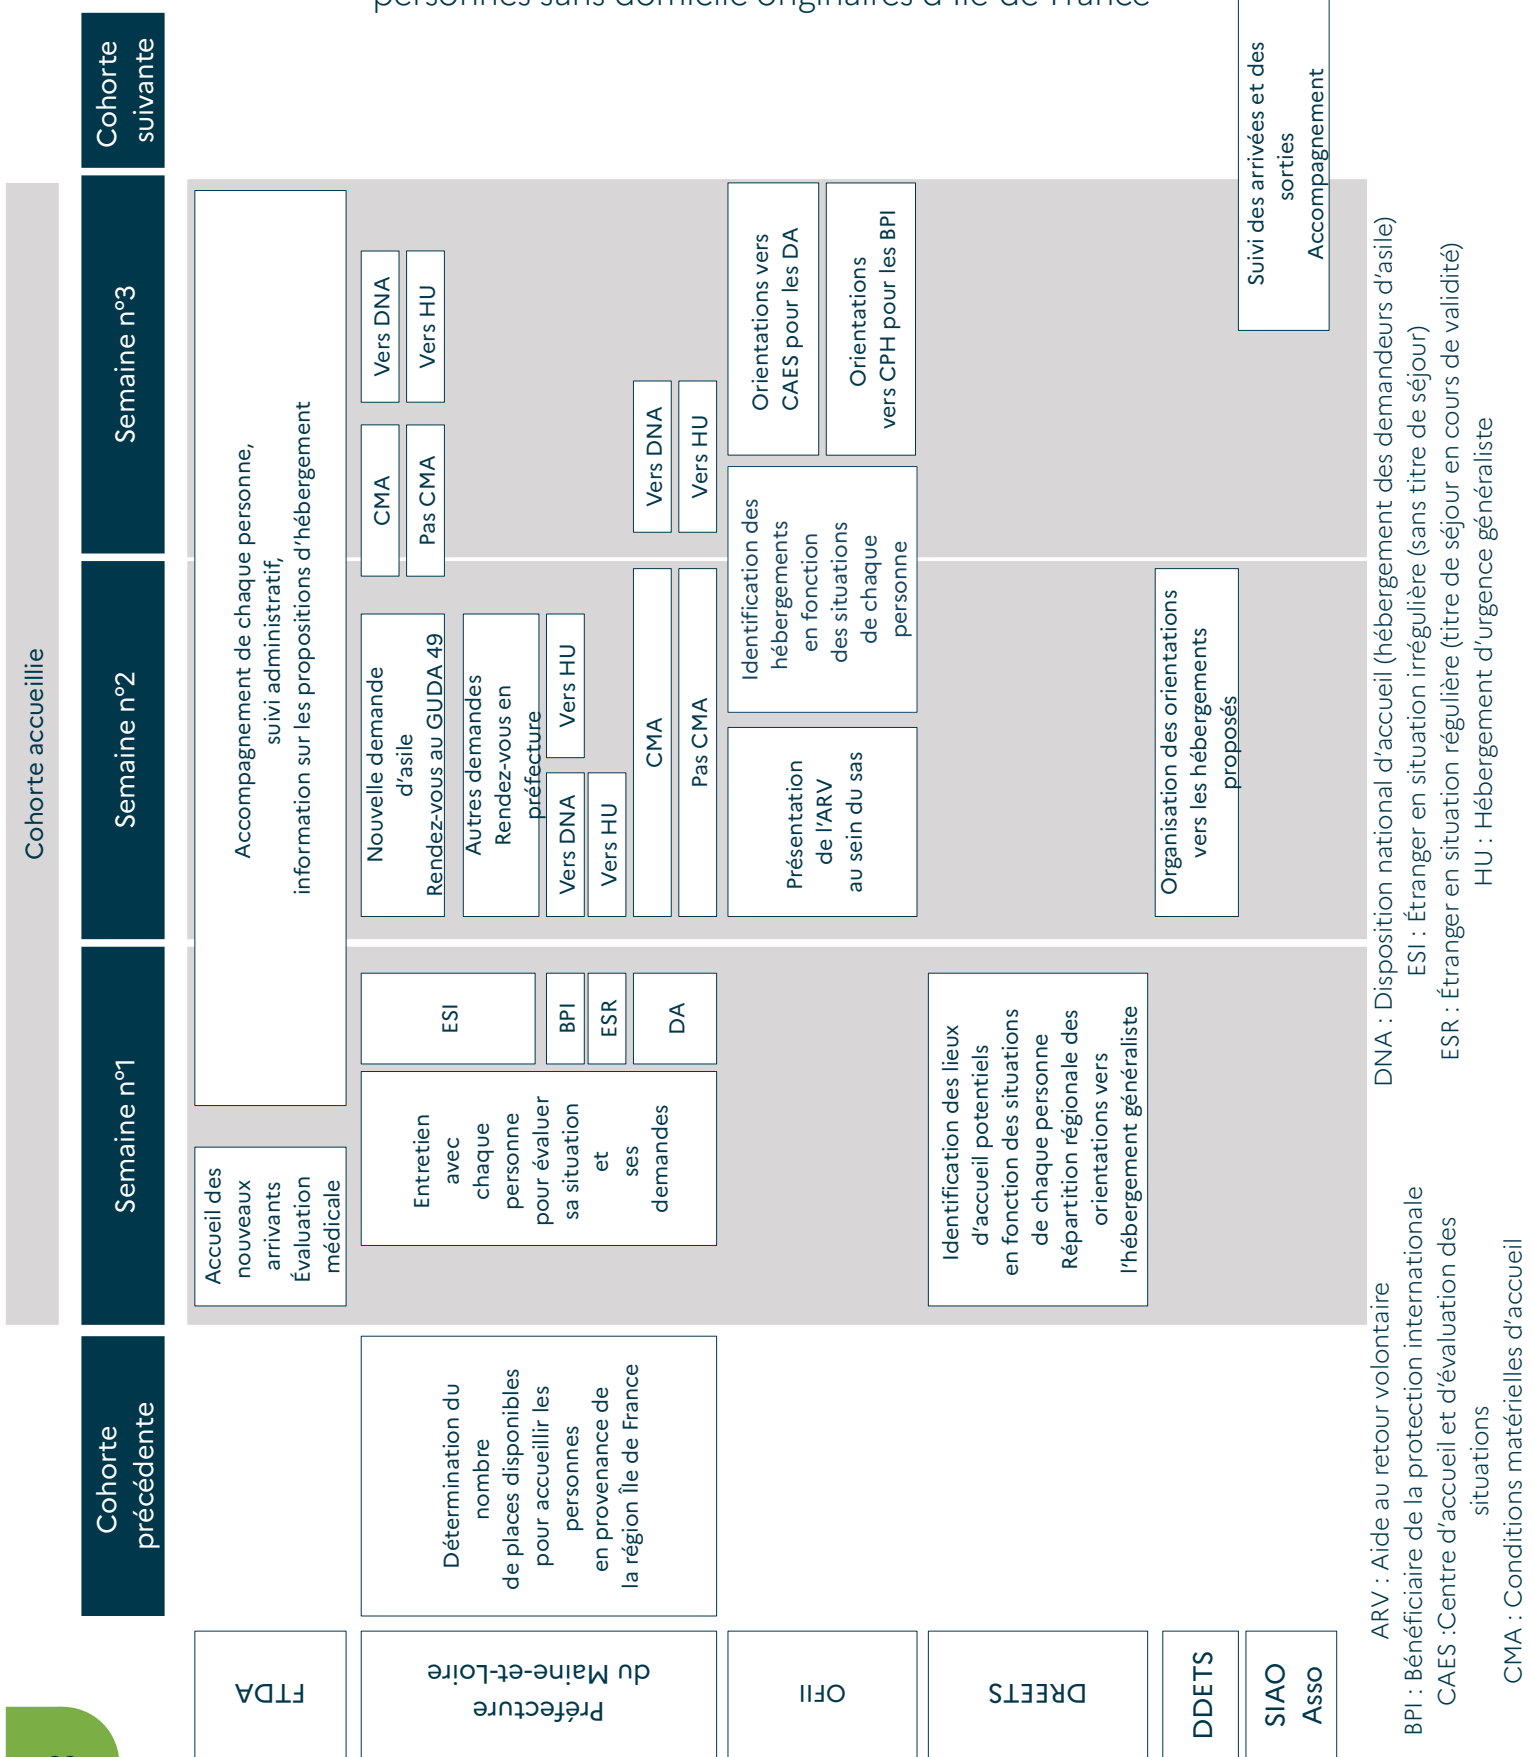 personnes sans domicile originaires d'Île-de-France
Cohorte accueillie
Cohorte
précédente
Semaine n°1
Semaine n°2
Semaine n°3
Cohorte
suivante
FTDA
Accueil des
nouveaux
arrivants
Évaluation
médicale
Accompagnement de chaque personne,
suivi administratif,
information sur les propositions d'hébergement
Préfecture
du Maine-et-Loire
Détermination du
nombre
de places disponibles
pour accueillir les
personnes
en provenance de
la région Île de France
Entretien
avec
chaque
personne
pour évaluer
sa situation
et
ses
demandes
ESI
BPI
ESR
DA
Nouvelle demande
d'asile
Rendez-vous au GUDA 49
CMA
Pas CMA
Vers DNA
Vers HU
Autres demandes
Rendez-vous en
préfecture
Vers HU
Vers DNA
Vers HU
CMA
Pas CMA
Vers DNA
Vers HU
OFII
Présentation
de l'ARV
au sein du sas
Identification des
hébergements
en fonction
des situations
de chaque
personne
Orientations vers
CAES pour les DA
Orientations
vers CPH pour les BPI
DREETS
Identification des lieux
d'accueil potentiels
en fonction des situations
de chaque personne
Répartition régionale des
orientations vers
l'hébergement généraliste
DDETS
Organisation des orientations
vers les hébergements
proposés
SIAO
Asso
Suivi des arrivées et des
sorties
Accompagnement
ARV : Aide au retour volontaire
BPI : Bénéficiaire de la protection internationale
CAES :Centre d'accueil et d'évaluation des
situations
CMA : Conditions matérielles d'accueil
DNA : Disposition national d'accueil (hébergement des demandeurs d'asile)
ESI : Étranger en situation irrégulière (sans titre de séjour)
ESR : Étranger en situation régulière (titre de séjour en cours de validité)
HU : Hébergement d'urgence généraliste